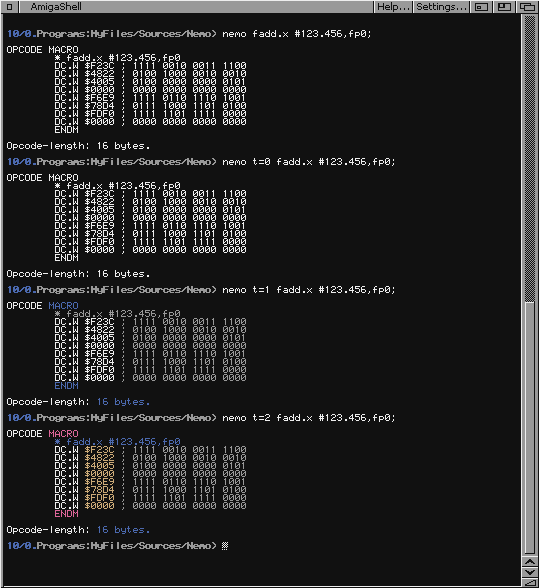 AmigaShell Help... Settings...
10/0.Programs:MyFiles/Sources/Nemo> nemo fadd.x #123.456,fp0;
OPCODE MACRO
* fadd.x #123.456,fp0
DC.W $F23C ; 1111 0010 0011 1100
DC.W $4822 ; 0100 1000 0010 0010
DC.W $4005 ; 0100 0000 0000 0101
DC.W $0000 ; 0000 0000 0000 0000
DC.W $F6E9 ; 1111 0110 1110 1001
DC.W $78D4 ; 0111 1000 1101 0100
DC.W $FDF0 ; 1111 1101 1111 0000
DC.W $0000 ; 0000 0000 0000 0000
ENDM
Opcode-length: 16 bytes.
10/0.Programs:MyFiles/Sources/Nemo> nemo t=0 fadd.x #123.456,fp0;
OPCODE MACRO
* fadd.x #123.456,fp0
DC.W $F23C ; 1111 0010 0011 1100
DC.W $4822 ; 0100 1000 0010 0010
DC.W $4005 ; 0100 0000 0000 0101
DC.W $0000 ; 0000 0000 0000 0000
DC.W $F6E9 ; 1111 0110 1110 1001
DC.W $78D4 ; 0111 1000 1101 0100
DC.W $FDF0 ; 1111 1101 1111 0000
DC.W $0000 ; 0000 0000 0000 0000
ENDM
Opcode-length: 16 bytes.
10/0.Programs:MyFiles/Sources/Nemo> nemo t=1 fadd.x #123.456,fp0;
OPCODE MACRO
* fadd.x #123.456,fp0
DC.W $F23C ; 1111 0010 0011 1100
DC.W $4822 ; 0100 1000 0010 0010
DC.W $4005 ; 0100 0000 0000 0101
DC.W $0000 ; 0000 0000 0000 0000
DC.W $F6E9 ; 1111 0110 1110 1001
DC.W $78D4 ; 0111 1000 1101 0100
DC.W $FDF0 ; 1111 1101 1111 0000
DC.W $0000 ; 0000 0000 0000 0000
ENDM
Opcode-length: 16 bytes.
10/0.Programs:MyFiles/Sources/Nemo> nemo t=2 fadd.x #123.456,fp0;
OPCODE MACRO
* fadd.x #123.456,fp0
DC.W $F23C ; 1111 0010 0011 1100
DC.W $4822 ; 0100 1000 0010 0010
DC.W $4005 ; 0100 0000 0000 0101
DC.W $0000 ; 0000 0000 0000 0000
DC.W $F6E9 ; 1111 0110 1110 1001
DC.W $78D4 ; 0111 1000 1101 0100
DC.W $FDF0 ; 1111 1101 1111 0000
DC.W $0000 ; 0000 0000 0000 0000
ENDM
Opcode-length: 16 bytes.
10/0.Programs:MyFiles/Sources/Nemo>